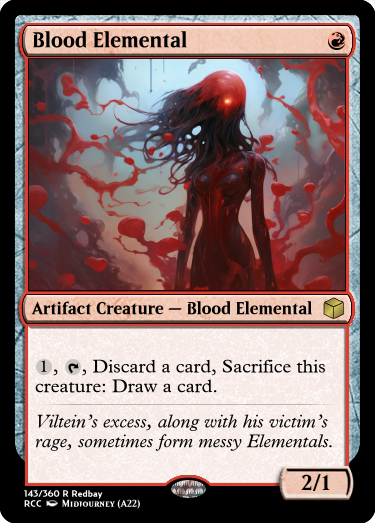 Blood Elemental
Artifact Creature — Blood Elemental
1, , Discard a card, Sacrifice this
creature: Draw a card.
Viltein's excess, along with his victim's
rage, sometimes form messy Elementals.
2/1
143/360 R Redbay
RCC Midjourney (A22)